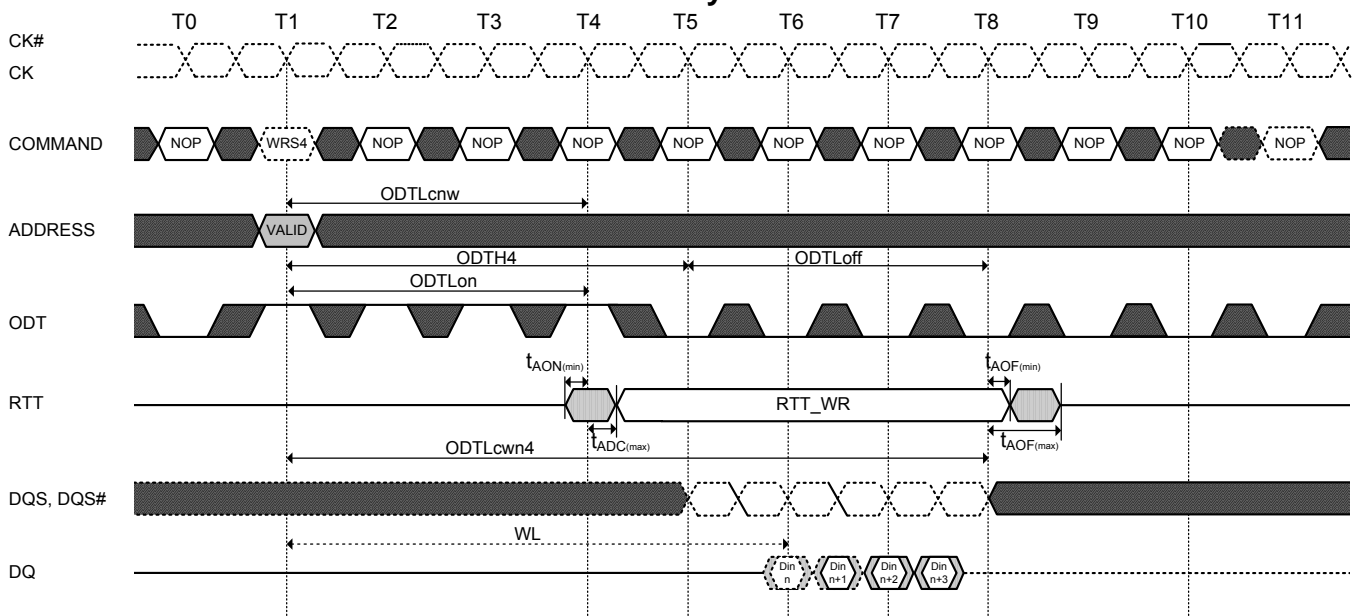 T0 T1 T2 T3 T4 T5 T6 T7 T8 T9 T10 T11
CK#
CK
COMMAND NOP WRS4 NOP NOP NOP NOP NOP NOP NOP NOP NOP NOP
ODTLcnw
ADDRESS VALID
ODTH4 ODTLoff
ODTLon
ODT
tAON(min) tAOF(min)
RTT RTT_WR
tADC(max) tAOF(max)
ODTLcwn4
DQS, DQS#
WL
DQ Din n Din n+1 Din n+2 Din n+3